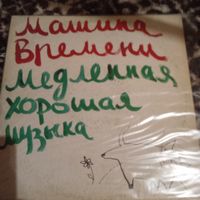 Машина
Времени
Медленная
хорошая
музыка